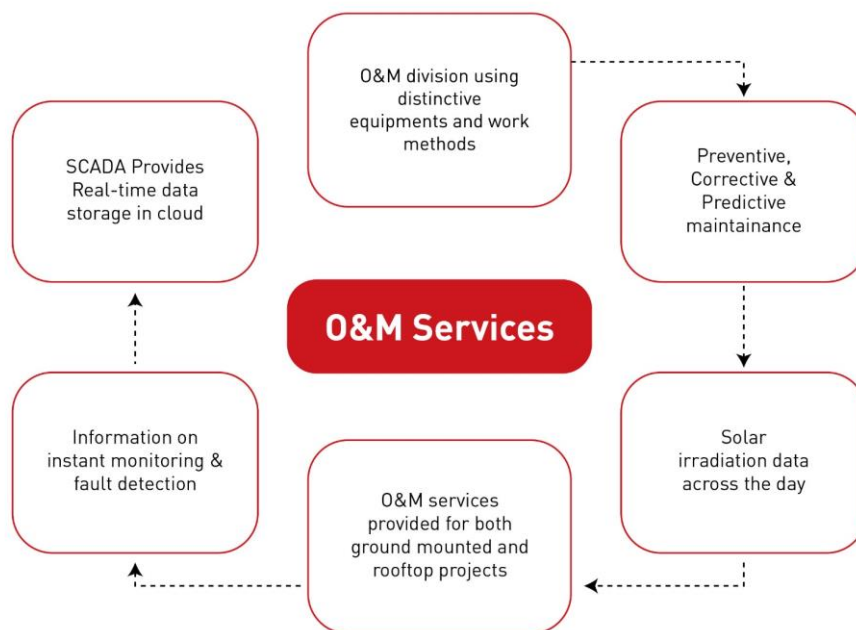 O&M division using
distinctive
equipments and work
methods
Preventive,
Corrective &
Predictive
maintainance
Solar
irradiation data
across the day
O&M services
provided for both
ground mounted and
rooftop projects
Information on
instant monitoring &
fault detection
SCADA Provides
Real-time data
storage in cloud
O&M Services